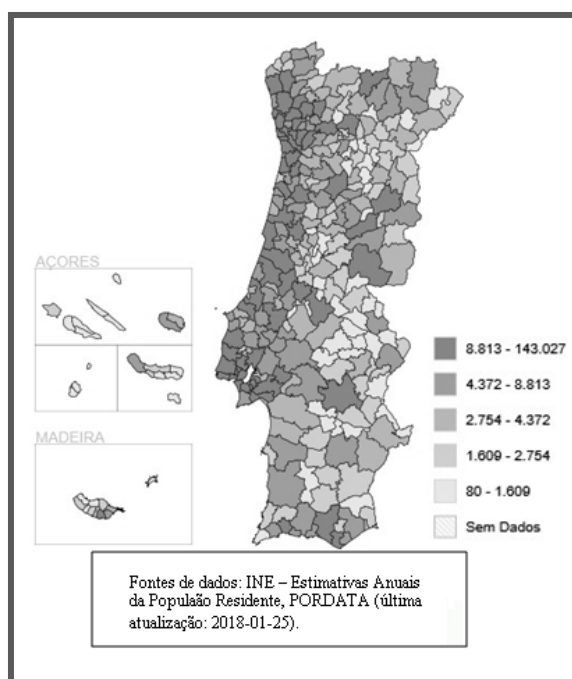 AÇORES
MADEIRA
8.813 - 143.027
4.372 - 8.813
2.754 - 4.372
1.609 - 2.754
80 - 1.609
Sem Dados
Fontes de dados: INE – Estimativas Anuais
da Populaão Residente, PORDATA (última
atualização: 2018-01-25).